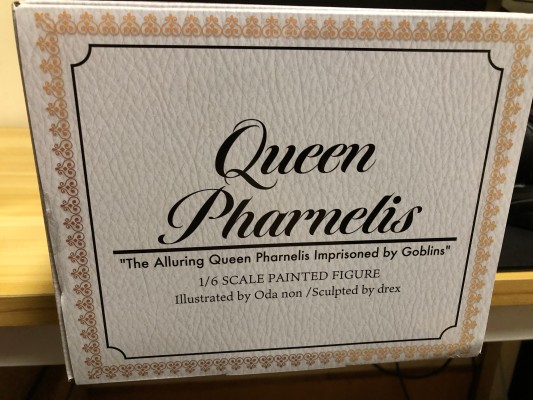 Queen
Pharnelis
"The Alluring Queen Pharnelis Imprisoned by Goblins"
1/6 SCALE PAINTED FIGURE
Illustrated by Oda non /Sculpted by drex